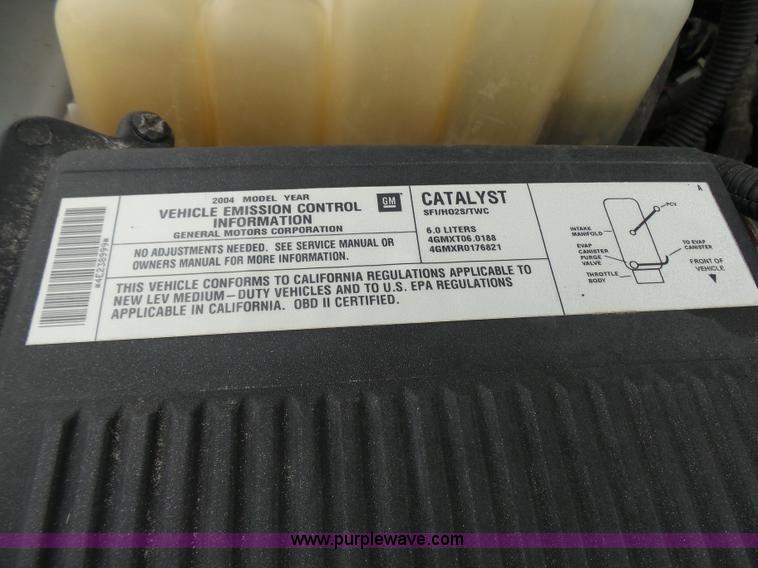 2004 MODEL YEAR
VEHICLE EMISSION CONTROL
INFORMATION
GENERAL MOTORS CORPORATION
GM
NO ADJUSTMENTS NEEDED. SEE SERVICE MANUAL OR
OWNERS MANUAL FOR MORE INFORMATION.
THIS VEHICLE CONFORMS TO CALIFORNIA REGULATIONS APPLICABLE TO
NEW LEV MEDIUM-DUTY VEHICLES AND TO U.S. EPA REGULATIONS
APPLICABLE IN CALIFORNIA. OBD II CERTIFIED.
CATALYST
SFI/HO2S/TWC
6.0 LITERS
4GMXT06.0188
4GMXR0176821
A
PCV
INTAKE
MANIFOLD
EVAP
CANISTER
PURGE
VALVE
THROTTLE
BODY
TO EVAP
CANISTER
FRONT OF
VEHICLE
*4E238999*
www.purplewave.com